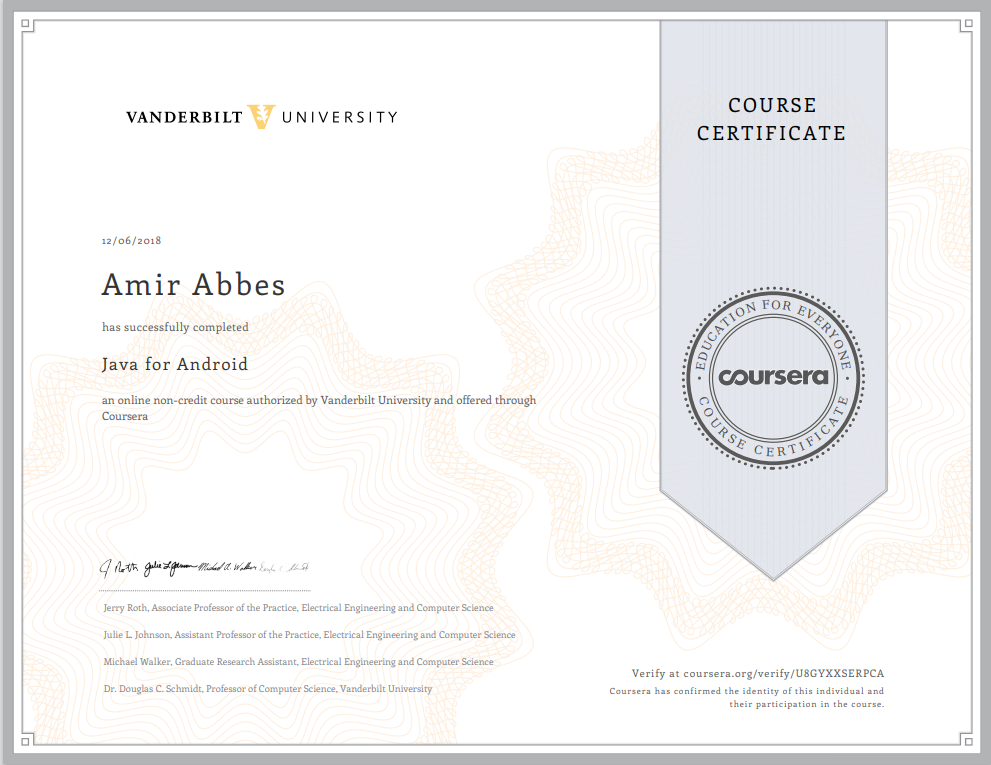 VANDERBILT UNIVERSITY
COURSE
CERTIFICATE
12/06/2018
Amir Abbes
has successfully completed
Java for Android
an online non-credit course authorized by Vanderbilt University and offered through
Coursera
EDUCATION FOR EVERYONE
coursera
COURSE CERTIFICATE
Jerry Roth, Associate Professor of the Practice, Electrical Engineering and Computer Science
Julie L. Johnson, Assistant Professor of the Practice, Electrical Engineering and Computer Science
Michael Walker, Graduate Research Assistant, Electrical Engineering and Computer Science
Dr. Douglas C. Schmidt, Professor of Computer Science, Vanderbilt University
Verify at coursera.org/verify/U8GYXXSERPCA
Coursera has confirmed the identity of this individual and
their participation in the course.